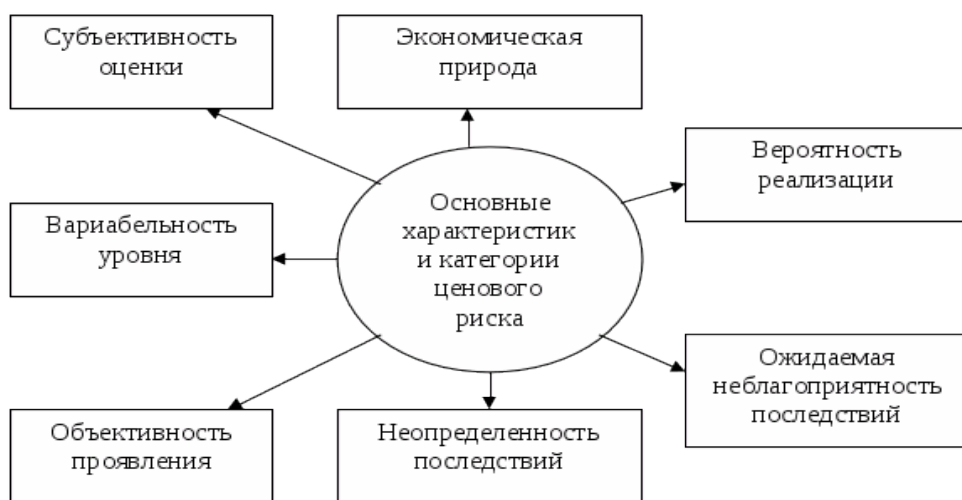 Субъективность
оценки
Экономическая
природа
Вероятность
реализации
Основные
характеристик
и категории
ценового
риска
Вариабельность
уровня
Ожидаемая
неблагоприятность
последствий
Объективность
проявления
Неопределенность
последствий